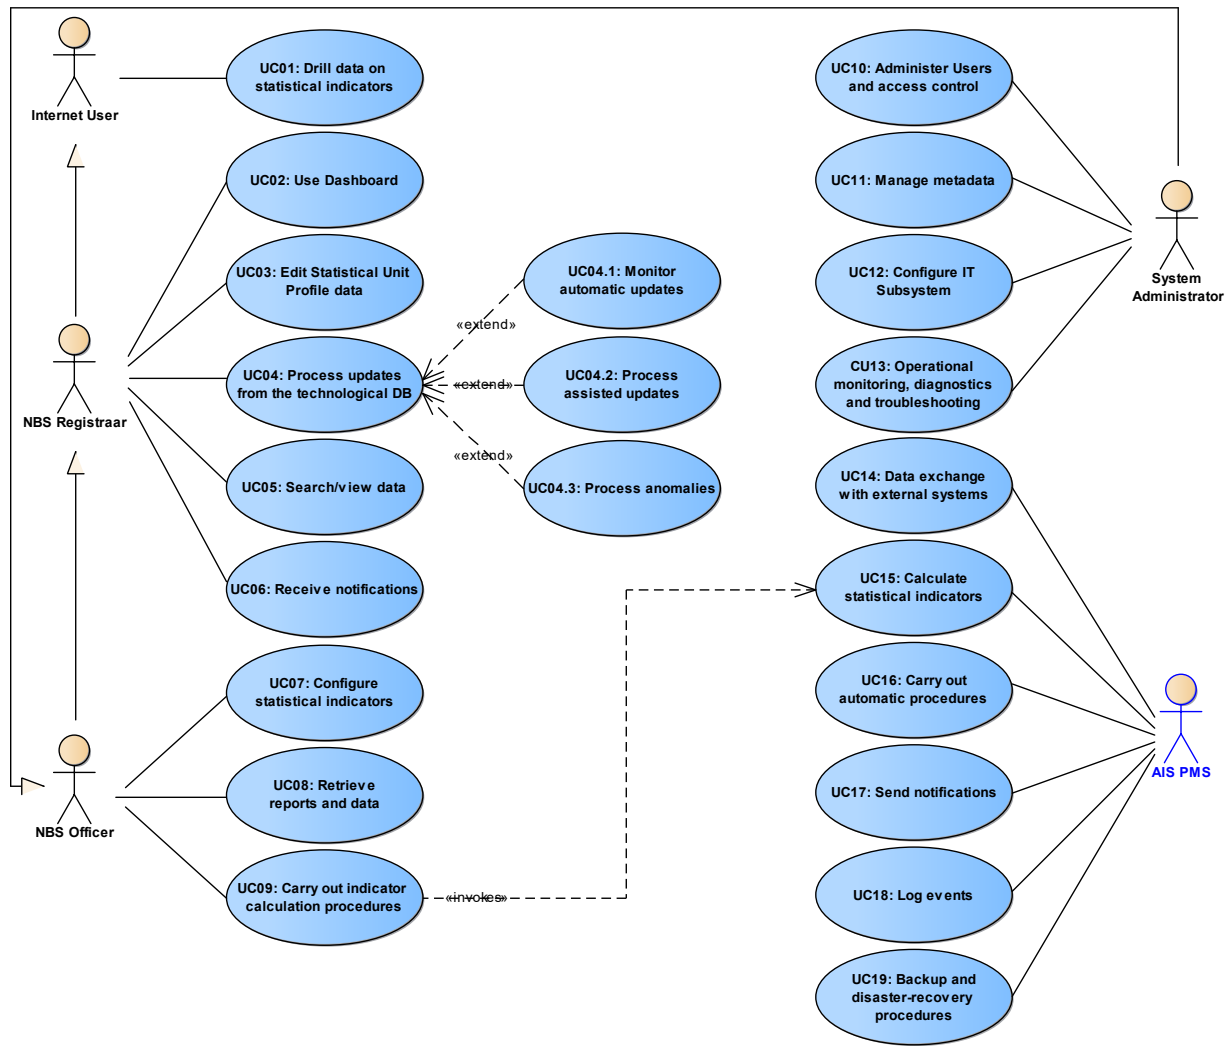 Internet User
UC01: Drill data on
statistical indicators
UC02: Use Dashboard
UC03: Edit Statistical Unit
Profile data
NBS Registraar
UC04: Process updates
from the technological DB
UC05: Search/view data
UC06: Receive notifications
UC04.1: Monitor
automatic updates
«extend»
UC04.2: Process
assisted updates
«extend»
UC04.3: Process anomalies
«extend»
NBS Officer
UC07: Configure
statistical indicators
UC08: Retrieve
reports and data
UC09: Carry out indicator
calculation procedures
«invokes»
UC10: Administer Users
and access control
UC11: Manage metadata
UC12: Configure IT
Subsystem
CU13: Operational
monitoring, diagnostics
and troubleshooting
System
Administrator
UC14: Data exchange
with external systems
UC15: Calculate
statistical indicators
UC16: Carry out
automatic procedures
UC17: Send notifications
UC18: Log events
UC19: Backup and
disaster-recovery
procedures
AIS PMS